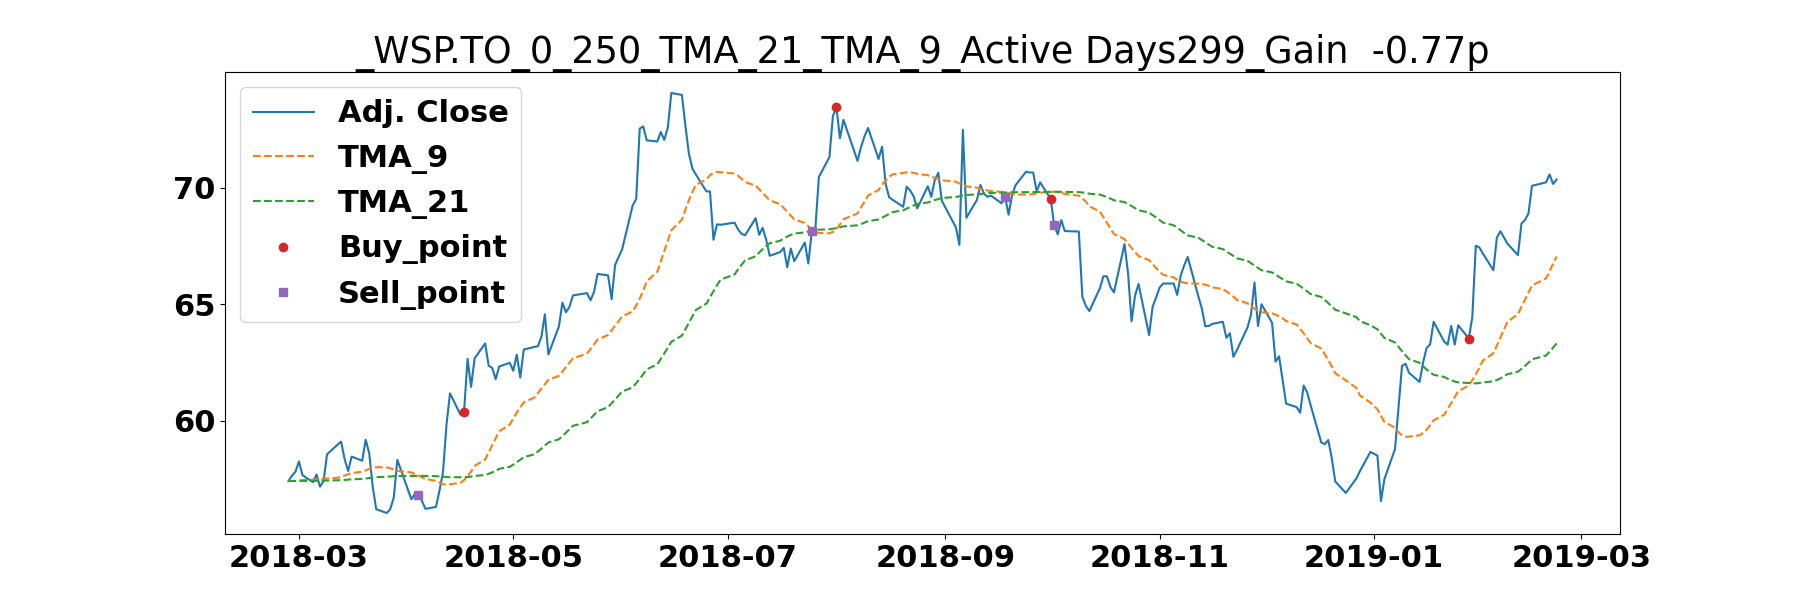 _WSP.TO_0_250_TMA_21_TMA_9_Active Days299_Gain  -0.77p
Adj. Close
TMA_9
TMA_21
Buy_point
Sell_point
70
65
60
2018-03 2018-05 2018-07 2018-09 2018-11 2019-01 2019-03